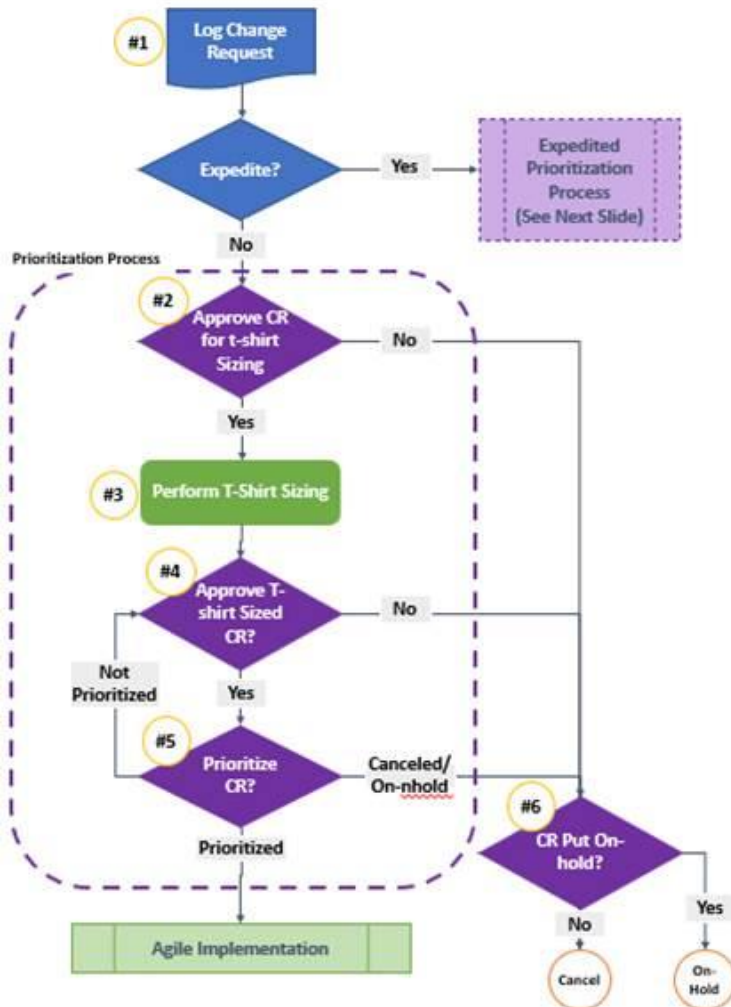 #1
Log Change
Request
Expedite?
Yes
Expedited
Prioritization
Process
(See Next Slide)
No
Prioritization Process
#2
Approve CR
for t-shirt
Sizing
No
Yes
#3
Perform T-Shirt Sizing
#4
Approve T-
shirt Sized
CR?
No
Not
Prioritized
Yes
#5
Prioritize
CR?
Canceled/
On-nhold
#6
CR Put On-
hold?
Prioritized
No
Yes
Agile Implementation
Cancel
On-
Hold